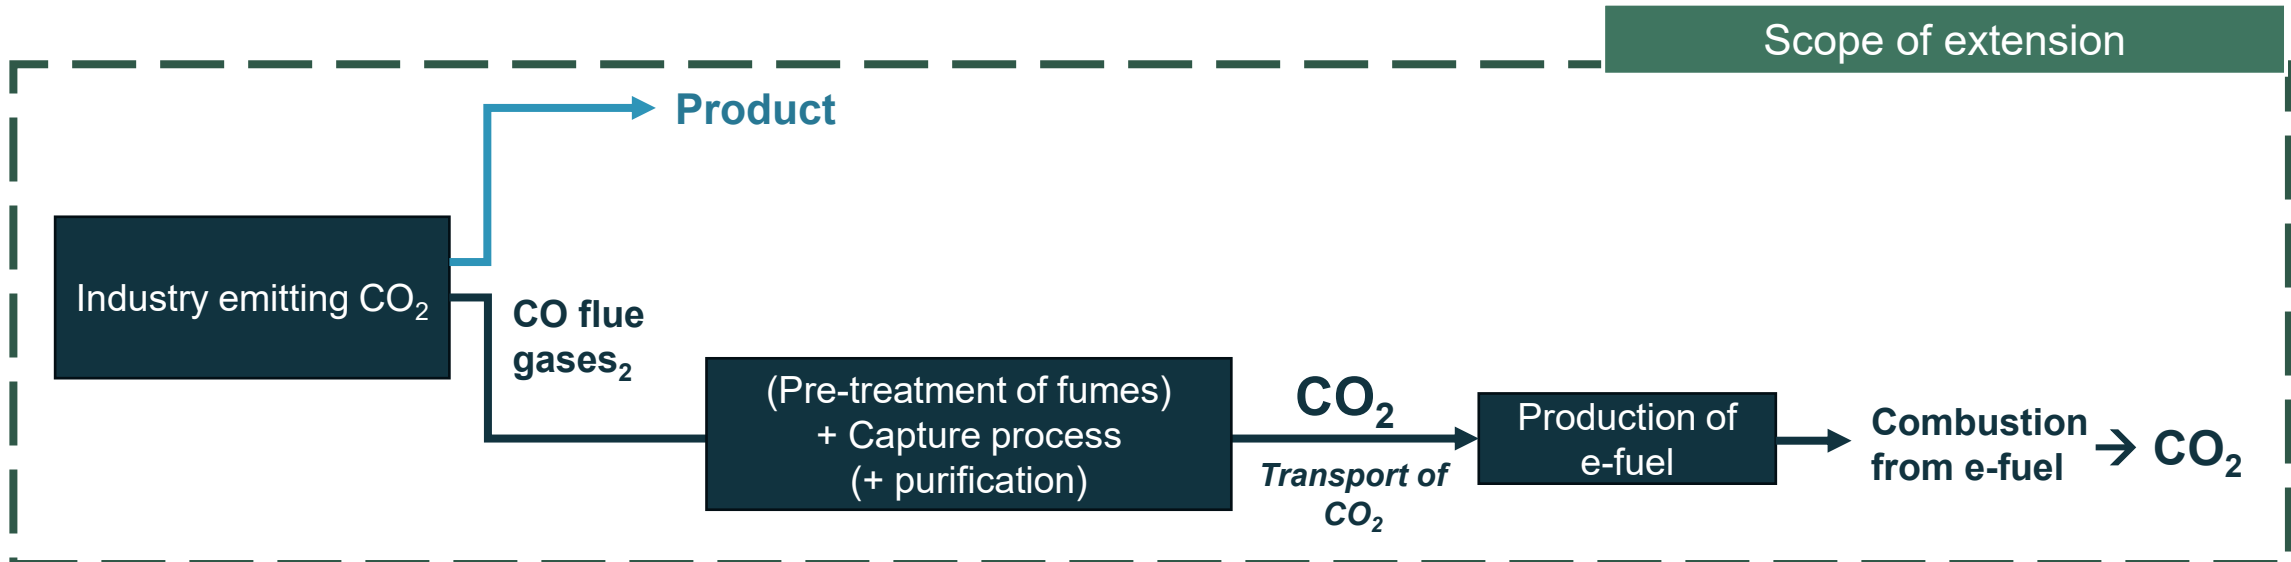 Scope of extension
Product
Industry emitting CO₂
CO flue
gases₂
(Pre-treatment of fumes)
+ Capture process
(+ purification)
CO₂
Transport of
CO₂
Production of
e-fuel
Combustion
from e-fuel
→ CO₂